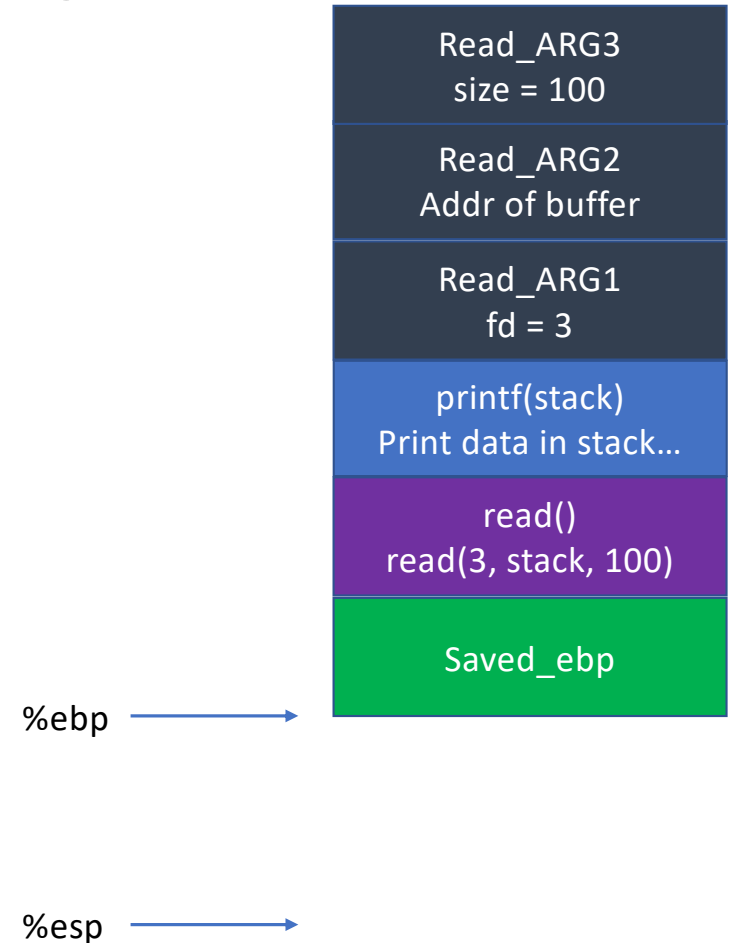 Read_ARG3
size = 100
Read_ARG2
Addr of buffer
Read_ARG1
fd = 3
printf(stack)
Print data in stack…
read()
read(3, stack, 100)
Saved_ebp
%ebp
%esp